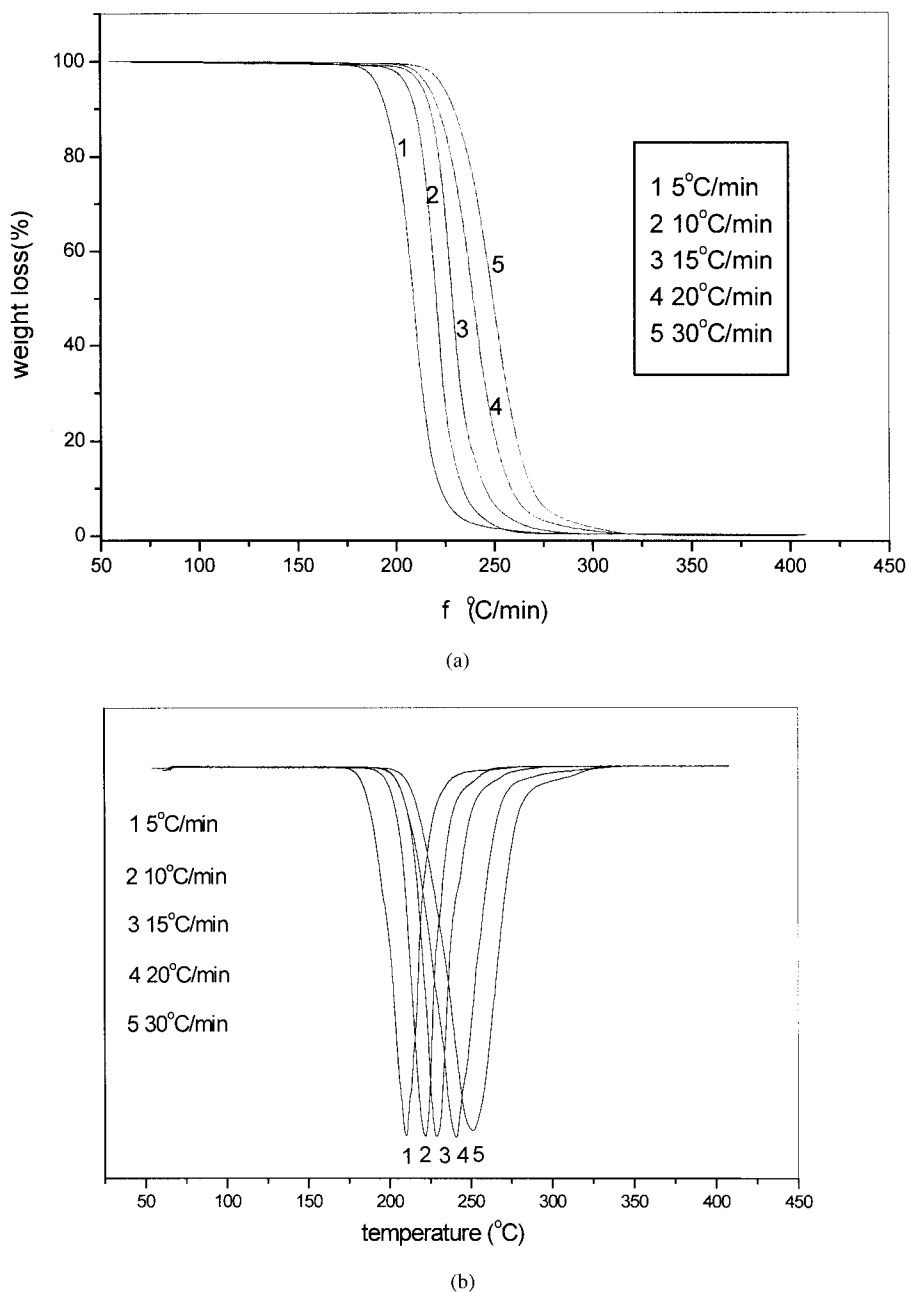 100
80
60
40
20
0
weight loss(%)
1
2
3
4
5
1 5°C/min
2 10°C/min
3 15°C/min
4 20°C/min
5 30°C/min
50 100 150 200 250 300 350 400 450
f (°C/min)
(a)
1 5°C/min
2 10°C/min
3 15°C/min
4 20°C/min
5 30°C/min
1 2 3 4 5
50 100 150 200 250 300 350 400 450
temperature (°C)
(b)